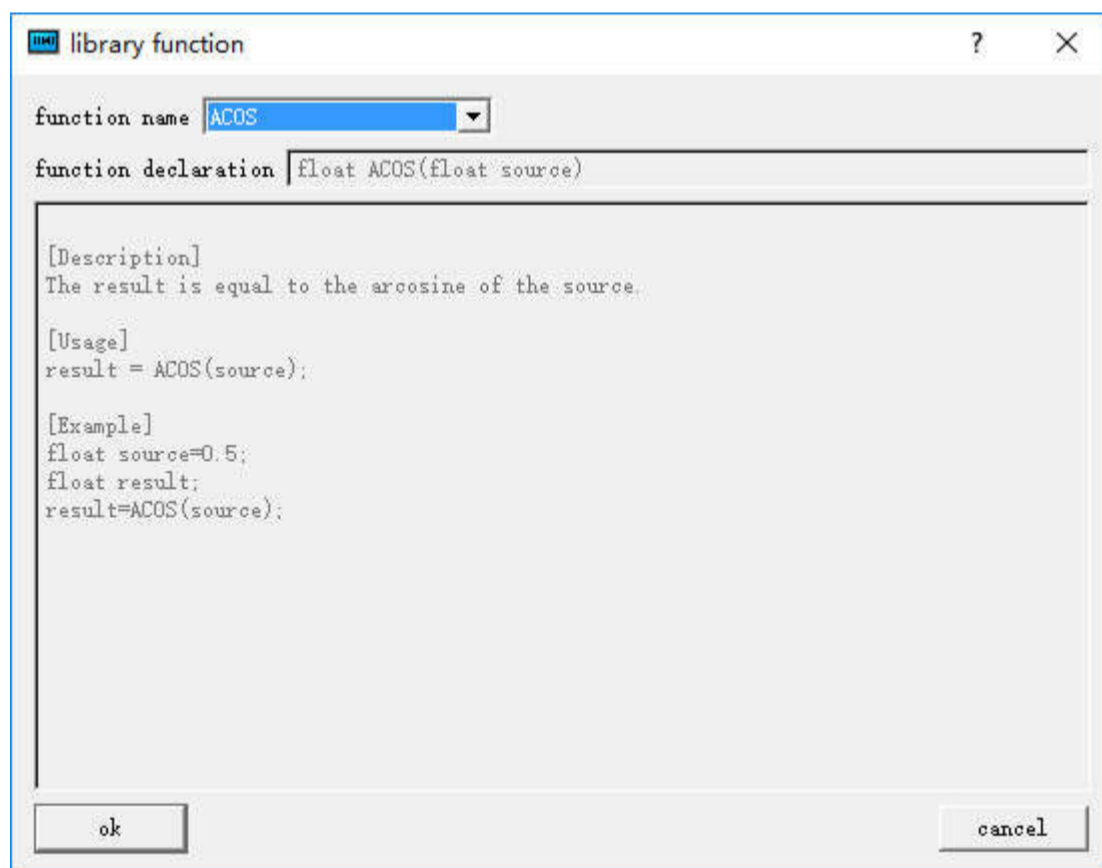 library function
?
function name ACOS
function declaration float ACOS(float source)
[Description]
The result is equal to the arcosine of the source.
[Usage]
result = ACOS(source);
[Example]
float source=0.5;
float result;
result=ACOS(source);
ok cancel